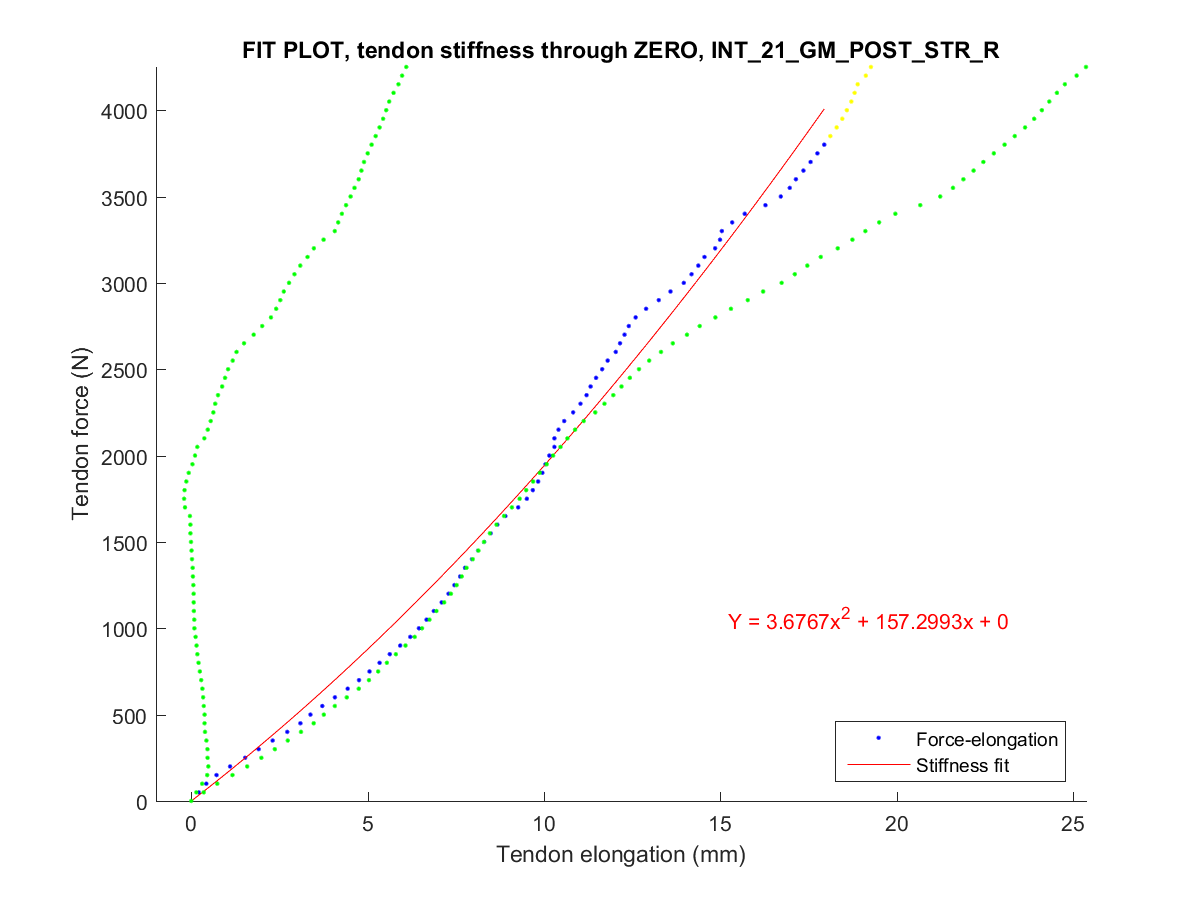 FIT PLOT, tendon stiffness through ZERO, INT_21_GM_POST_STR_R
Tendon force (N)
4000
3500
3000
2500
2000
1500
1000
500
0
Y = 3.6767x² + 157.2993x + 0
Force-elongation
Stiffness fit
0 5 10 15 20 25
Tendon elongation (mm)